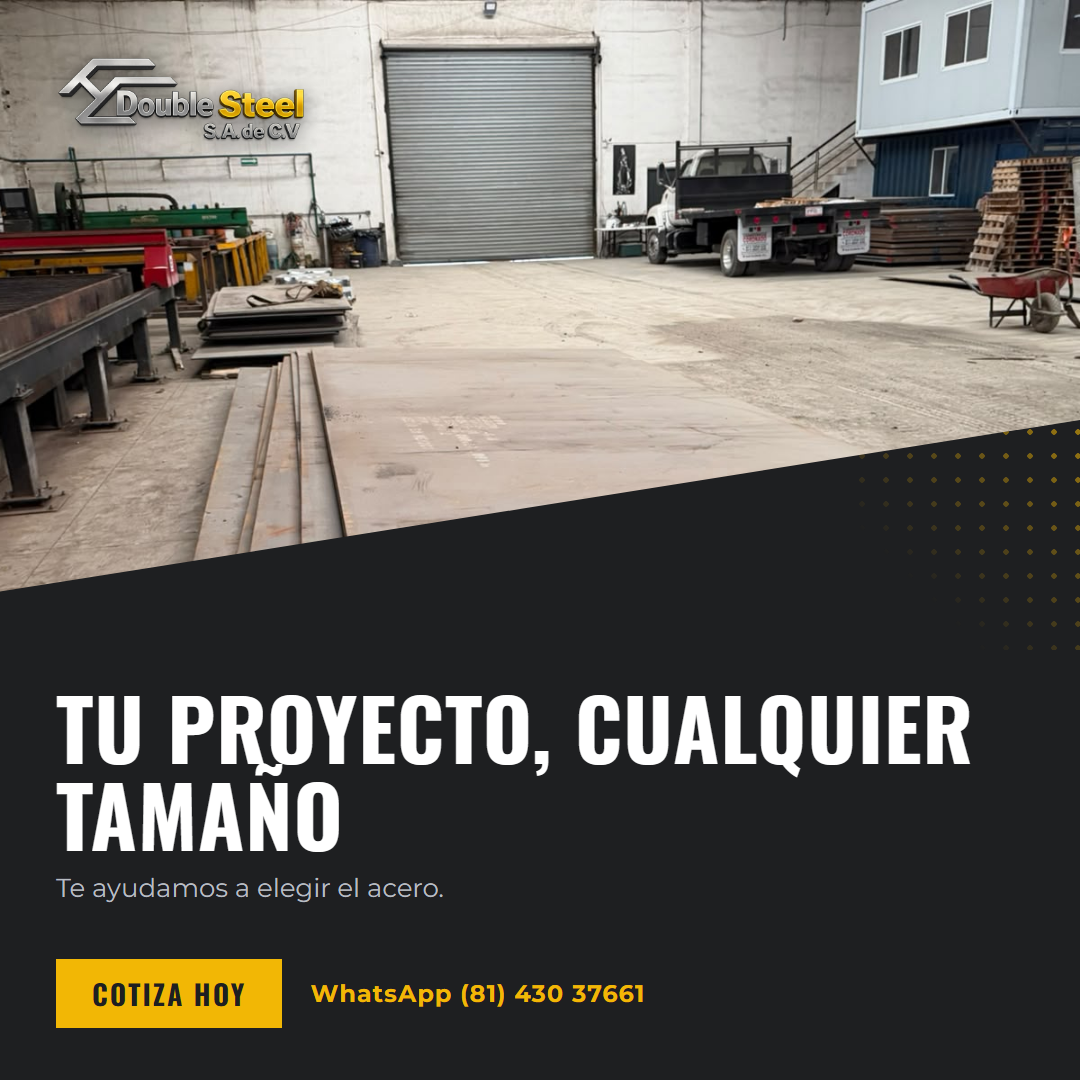 Double Steel
S.A. de C.V
TU PROYECTO, CUALQUIER
TAMAÑO
Te ayudamos a elegir el acero.
COTIZA HOY
WhatsApp (81) 430 37661